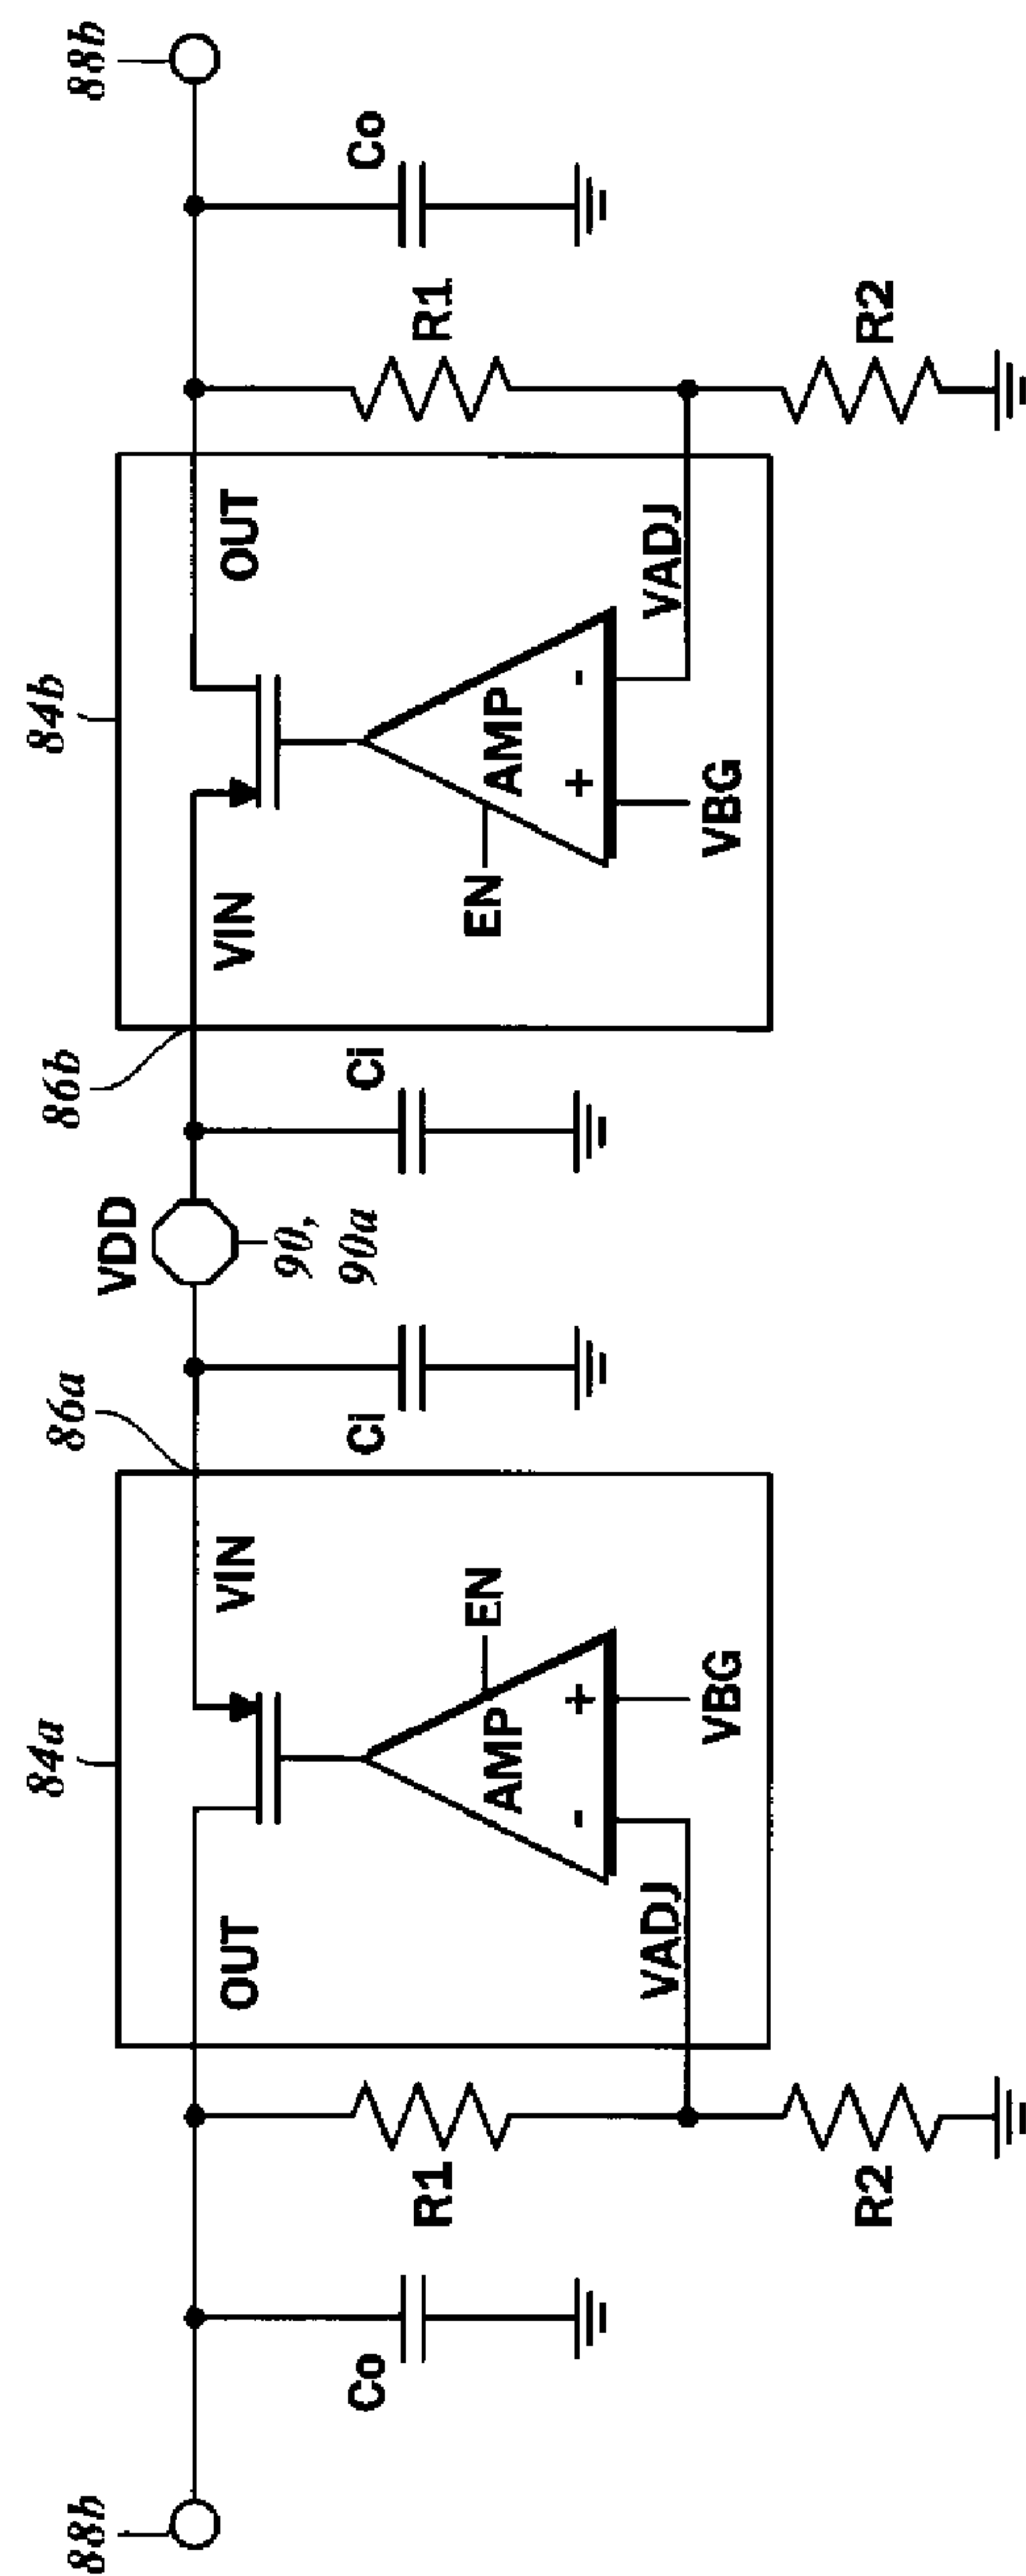 84a
86a
VDD
86b
84b
88b
88b
OUT
VIN
90,
90a
VIN
OUT
Co
R1
AMP
EN
Ci
Ci
EN
AMP
R1
Co
-
+
+
-
VADJ
VBG
VBG
VADJ
R2
R2